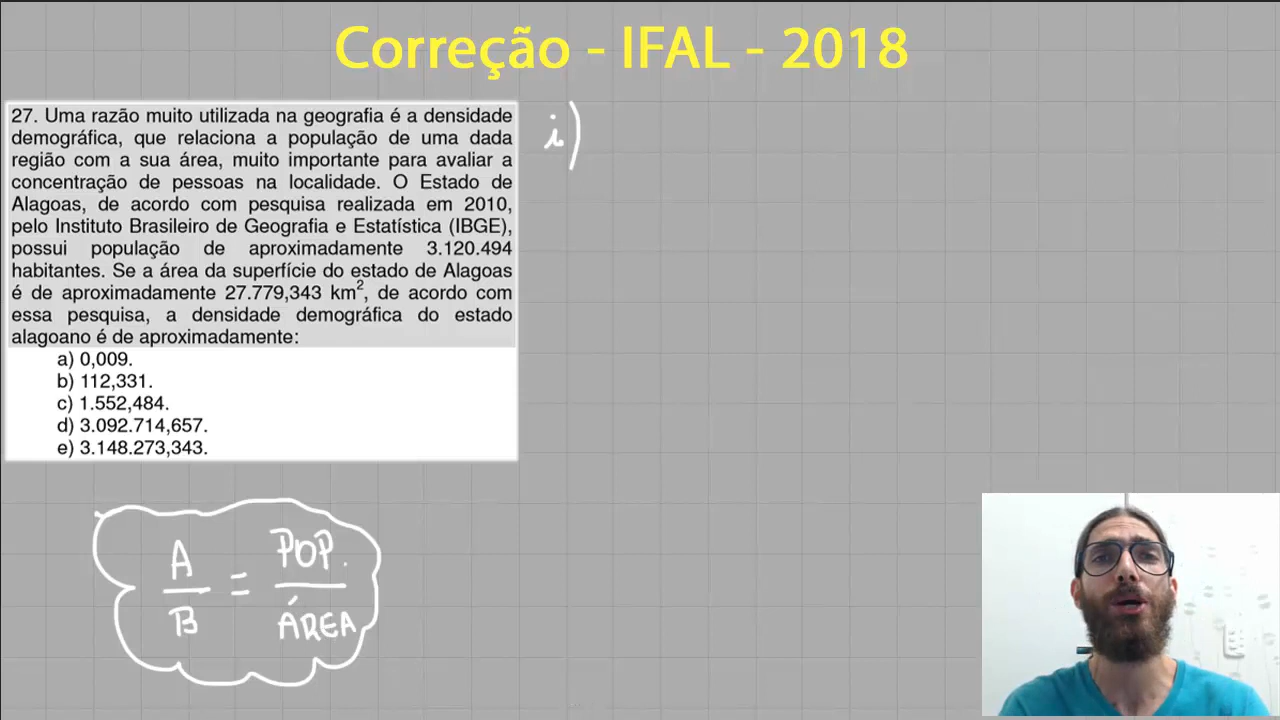 Correção - IFAL - 2018
27. Uma razão muito utilizada na geografia é a densidade
demográfica, que relaciona a população de uma dada
região com a sua área, muito importante para avaliar a
concentração de pessoas na localidade. O Estado de
Alagoas, de acordo com pesquisa realizada em 2010,
pelo Instituto Brasileiro de Geografia e Estatística (IBGE),
possui população de aproximadamente 3.120.494
habitantes. Se a área da superfície do estado de Alagoas
é de aproximadamente 27.779,343 km², de acordo com
essa pesquisa, a densidade demográfica do estado
alagoano é de aproximadamente:
a) 0,009.
b) 112,331.
c) 1.552,484.
d) 3.092.714,657.
e) 3.148.273,343.
i)
A/B = POP./ÁREA